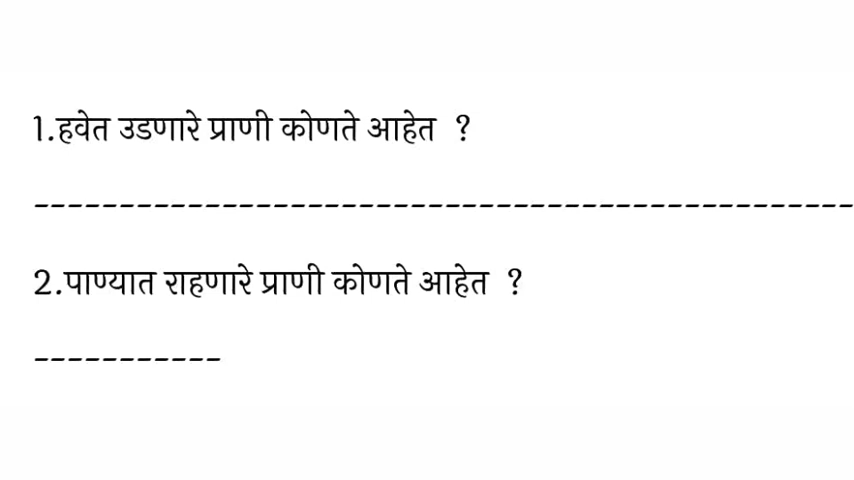 1.हवेत उडणारे प्राणी कोणते आहेत ?
------------------------------------------------
2.पाण्यात राहणारे प्राणी कोणते आहेत ?
-----------